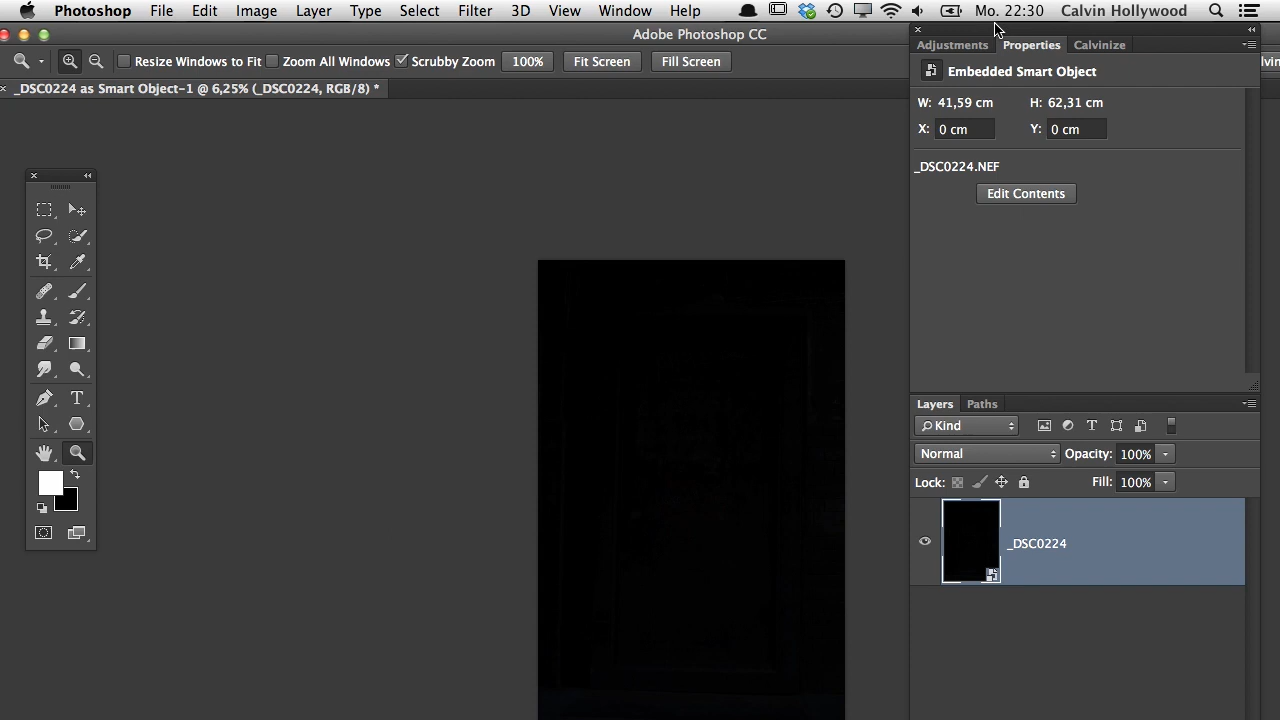 Photoshop File Edit Image Layer Type Select Filter 3D View Window Help Mo. 22:30 Calvin Hollywood
Adobe Photoshop CC
Resize Windows to Fit Zoom All Windows Scrubby Zoom 100% Fit Screen Fill Screen
_DSC0224 as Smart Object-1 @ 6,25% (_DSC0224, RGB/8) *
Adjustments Properties Calvinize
Embedded Smart Object
W: 41,59 cm H: 62,31 cm
X: 0 cm Y: 0 cm
_DSC0224.NEF
Edit Contents
Layers Paths
Kind
Normal Opacity: 100%
Lock: Fill: 100%
_DSC0224